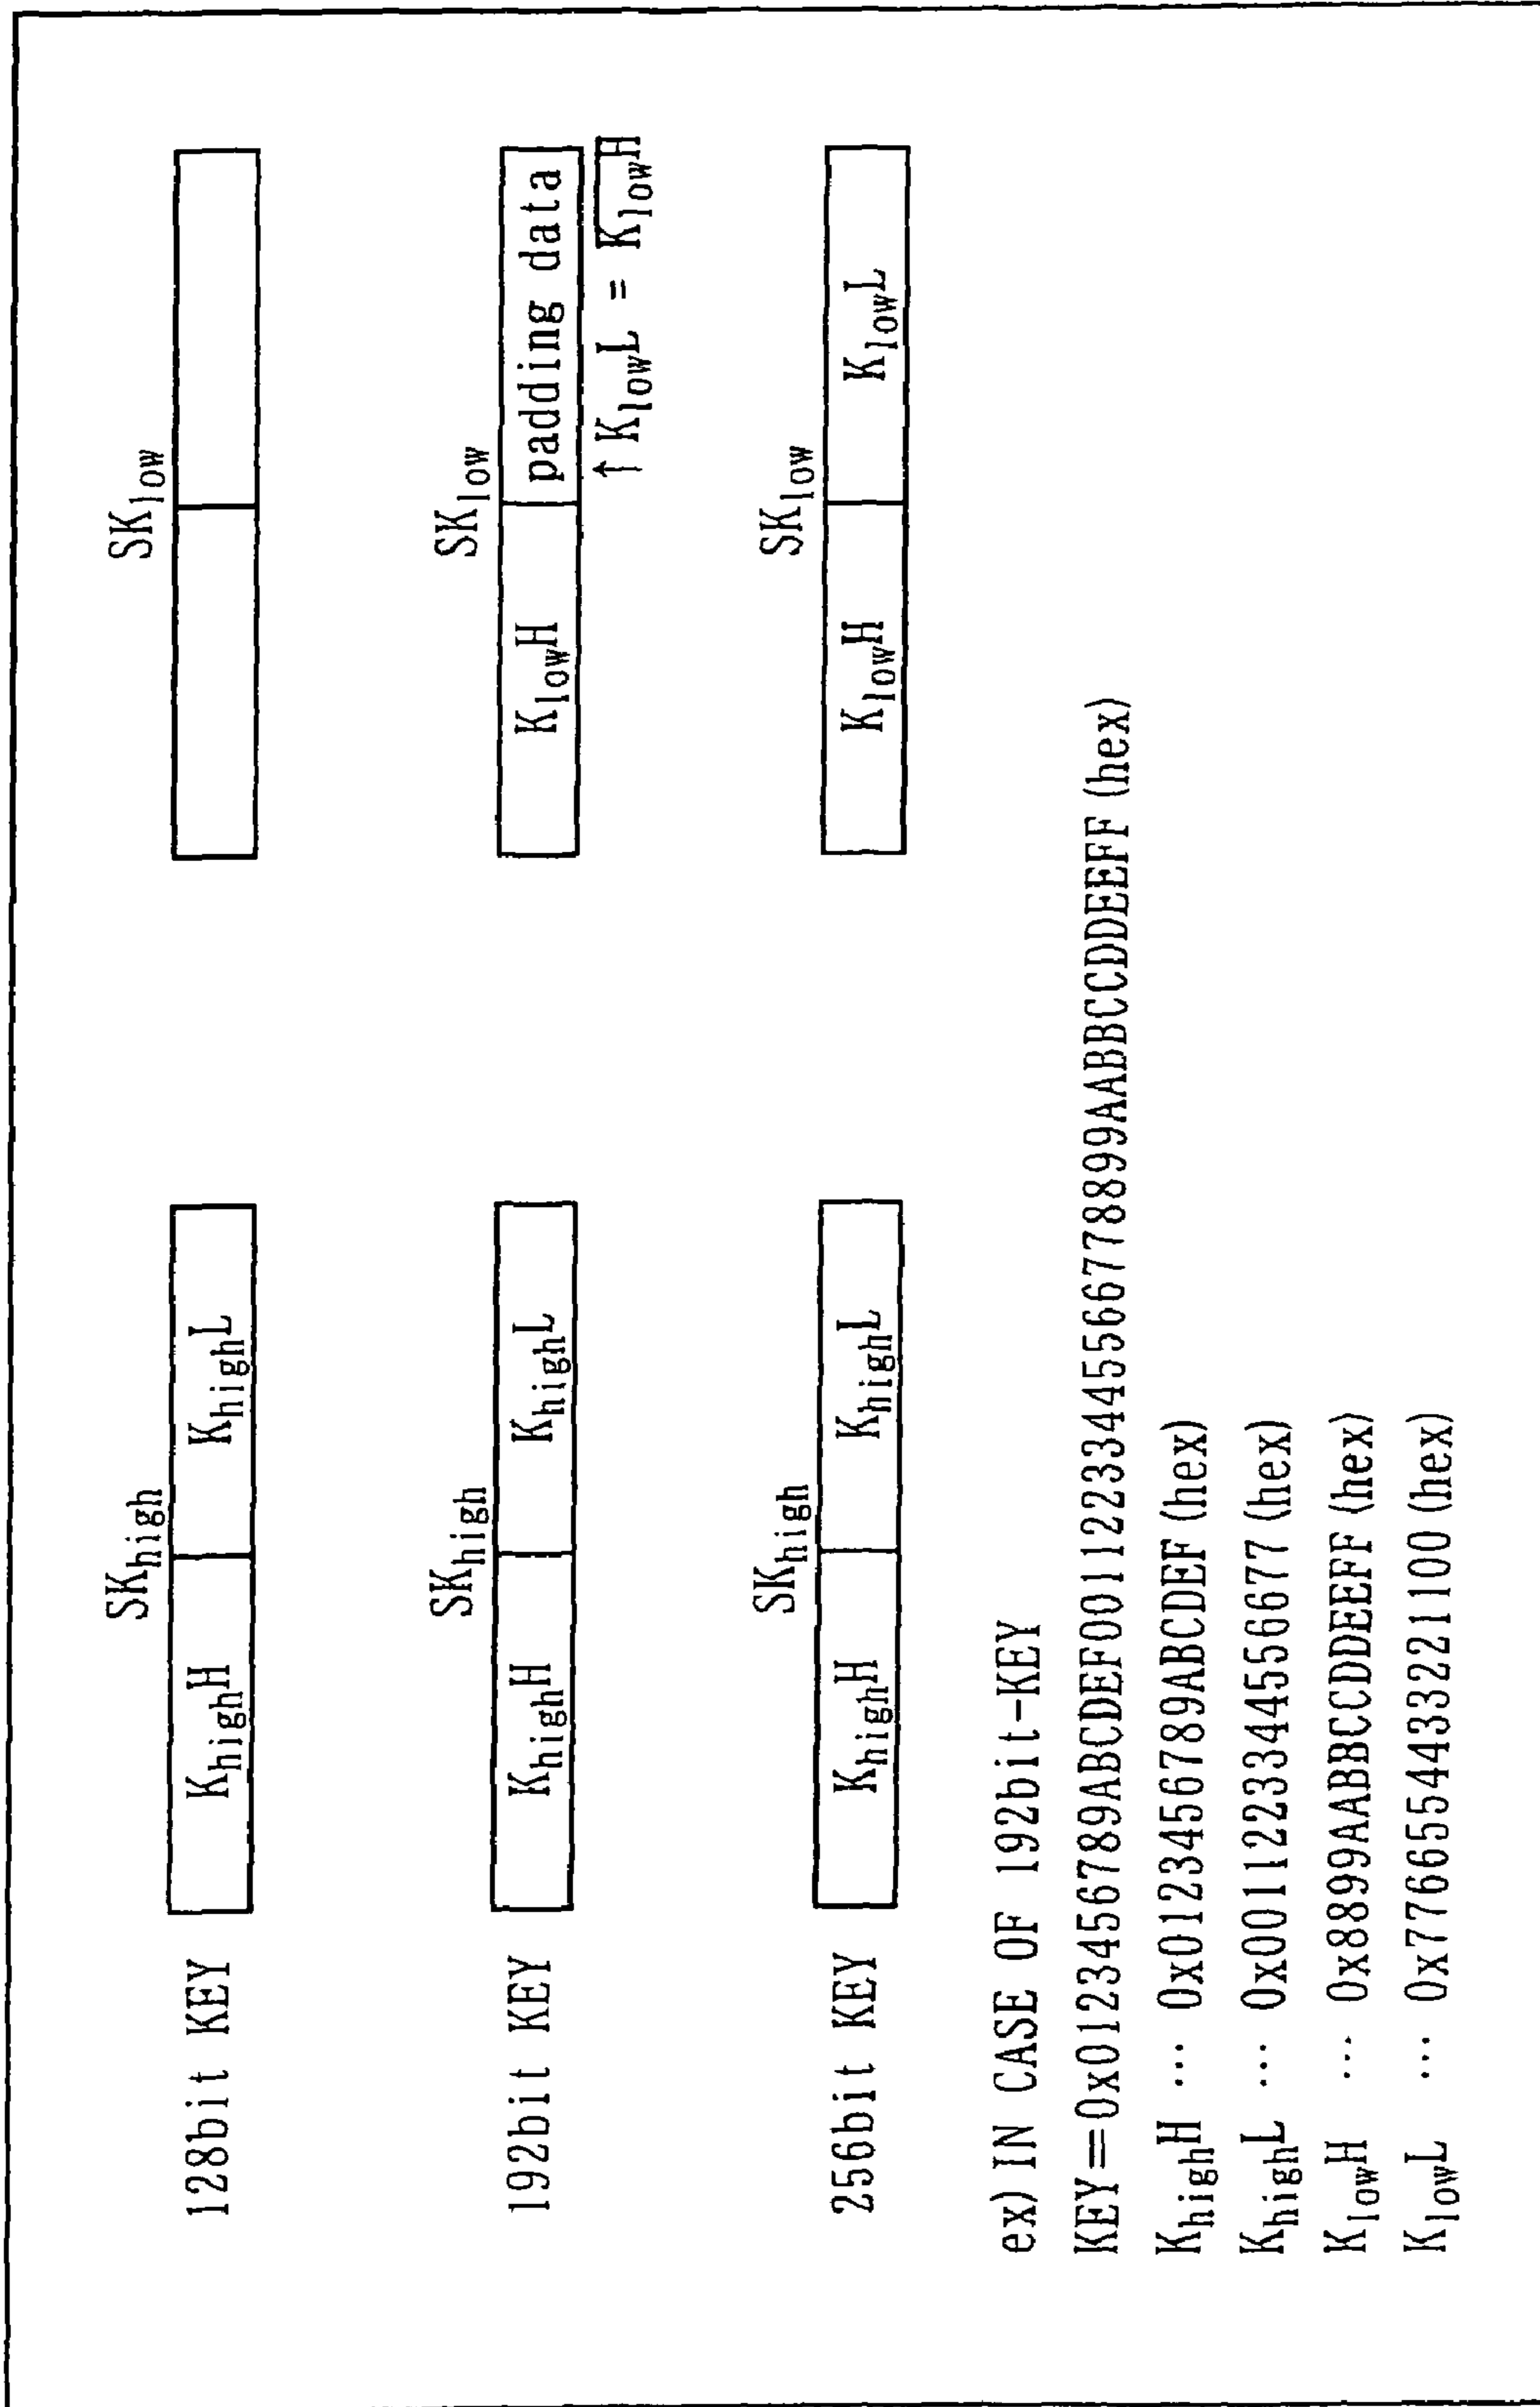 128bit KEY
SKhigh
KhighH KhighL
SKlow
192bit KEY
SKhigh
KhighH KhighL
SKlow
KlowH padding data
↑KlowL = K̅l̅o̅w̅H̅
256bit KEY
SKhigh
KhighH KhighL
SKlow
KlowH KlowL
ex) IN CASE OF 192bit-KEY
KEY=0x0123456789ABCDEF00112233445566778899AABBCCDDEEFF (hex)
KhighH ... 0x0123456789ABCDEF (hex)
KhighL ... 0x0011223344556677 (hex)
KlowH ... 0x8899AABBCCDDEEFF (hex)
KlowL ... 0x7766554433221100 (hex)